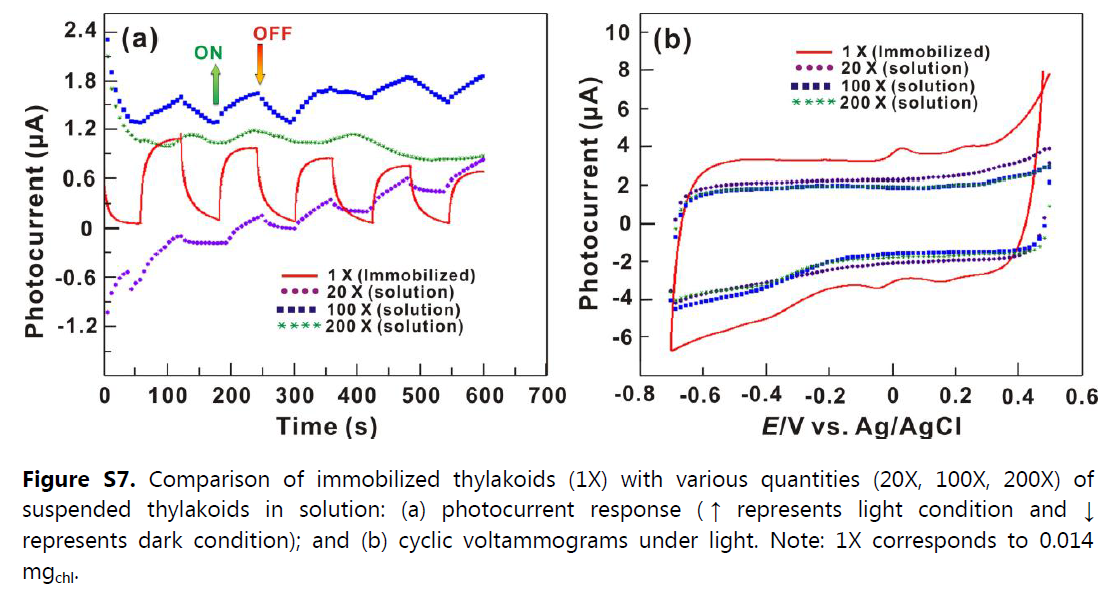 (a)
2.4
1.8
1.2
0.6
0
-0.6
-1.2
Photocurrent (µA)
ON
OFF
1 X (Immobilized)
20 X (solution)
100 X (solution)
200 X (solution)
0 100 200 300 400 500 600 700
Time (s)
(b)
8
6
4
2
0
-2
-4
-6
Photocurrent (µA)
1 X (Immobilized)
20 X (solution)
100 X (solution)
200 X (solution)
-0.8 -0.6 -0.4 -0.2 0 0.2 0.4 0.6
E/V vs. Ag/AgCl
Figure S7. Comparison of immobilized thylakoids (1X) with various quantities (20X, 100X, 200X) of
suspended thylakoids in solution: (a) photocurrent response (↑ represents light condition and ↓
represents dark condition); and (b) cyclic voltammograms under light. Note: 1X corresponds to 0.014
mgchl.